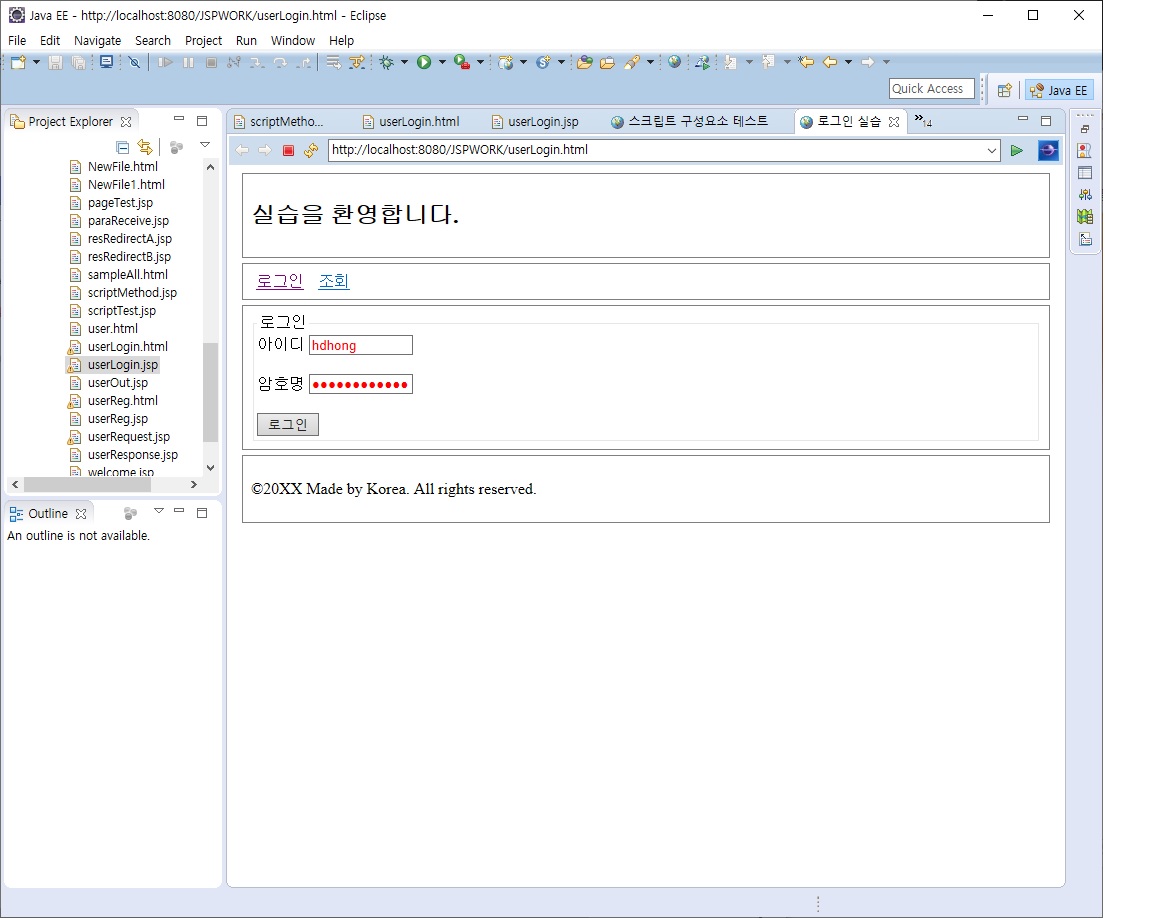 Java EE - http://localhost:8080/JSPWORK/userLogin.html - Eclipse
File Edit Navigate Search Project Run Window Help
Quick Access
Java EE
Project Explorer
NewFile.html
NewFile1.html
pageTest.jsp
paraReceive.jsp
resRedirectA.jsp
resRedirectB.jsp
sampleAll.html
scriptMethod.jsp
scriptTest.jsp
user.html
userLogin.html
userLogin.jsp
userOut.jsp
userReg.html
userReg.jsp
userRequest.jsp
userResponse.jsp
welcome.jsp
Outline
An outline is not available.
scriptMetho... userLogin.html userLogin.jsp 스크립트 구성요소 테스트 로그인 실습 »14
http://localhost:8080/JSPWORK/userLogin.html
실습을 환영합니다.
로그인 조회
로그인
아이디 hdhong
암호명 ●●●●●●●●●●●●
로그인
©20XX Made by Korea. All rights reserved.